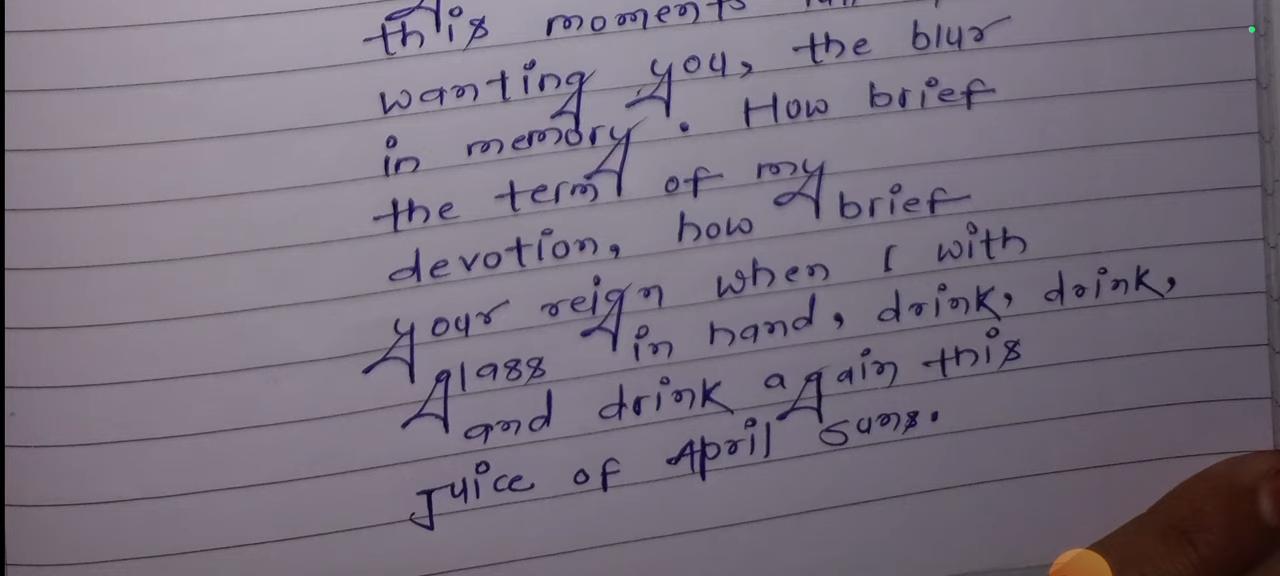 this moments
wanting you, the blur
in memory. How brief
the term of my
devotion, how brief
your reign when I with
glass in hand, drink, drink,
and drink again this
Juice of April suns.